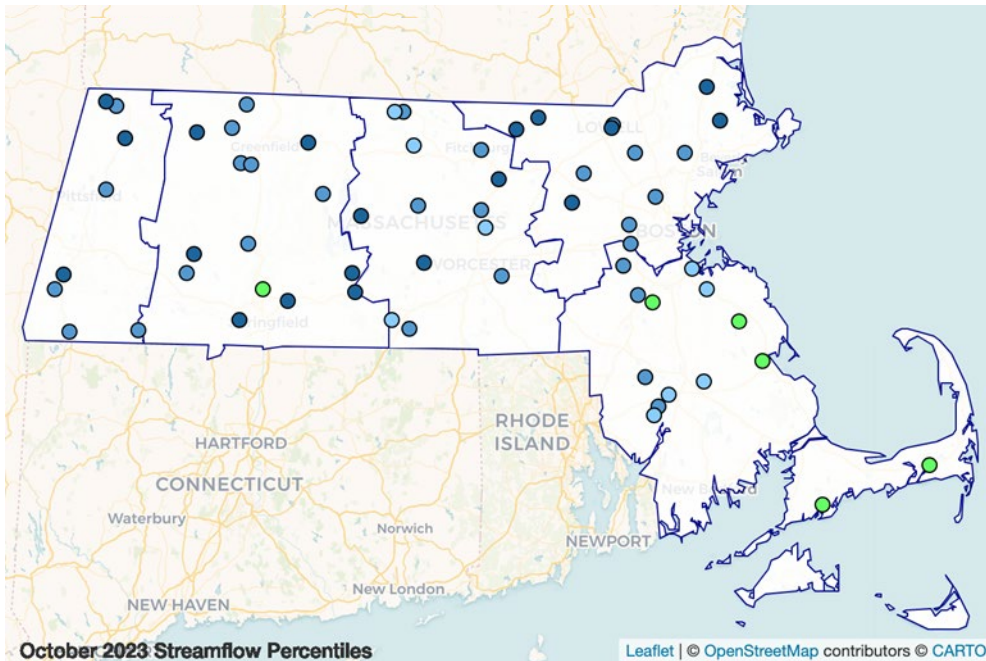 Greenfield
LOWELL
Fitchburg
Salem
Pittsfield
MASSACHUSETTS
BOSTON
WORCESTER
Springfield
RHODE
ISLAND
HARTFORD
CONNECTICUT
New Bedford
Waterbury
Norwich
NEWPORT
New London
NEW HAVEN
October 2023 Streamflow Percentiles
Leaflet | © OpenStreetMap contributors © CARTO